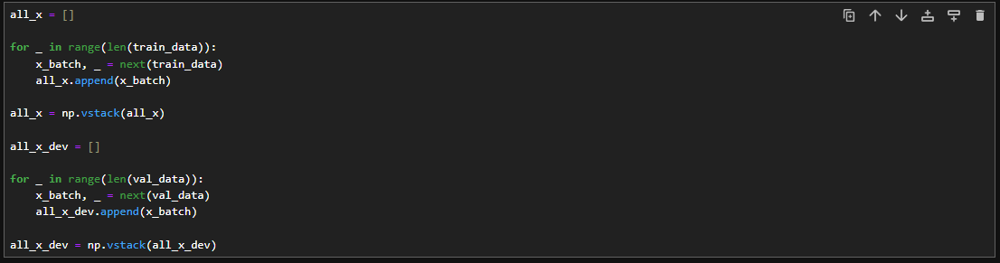 all_x = []
for _ in range(len(train_data)):
    x_batch, _ = next(train_data)
    all_x.append(x_batch)
all_x = np.vstack(all_x)
all_x_dev = []
for _ in range(len(val_data)):
    x_batch, _ = next(val_data)
    all_x_dev.append(x_batch)
all_x_dev = np.vstack(all_x_dev)